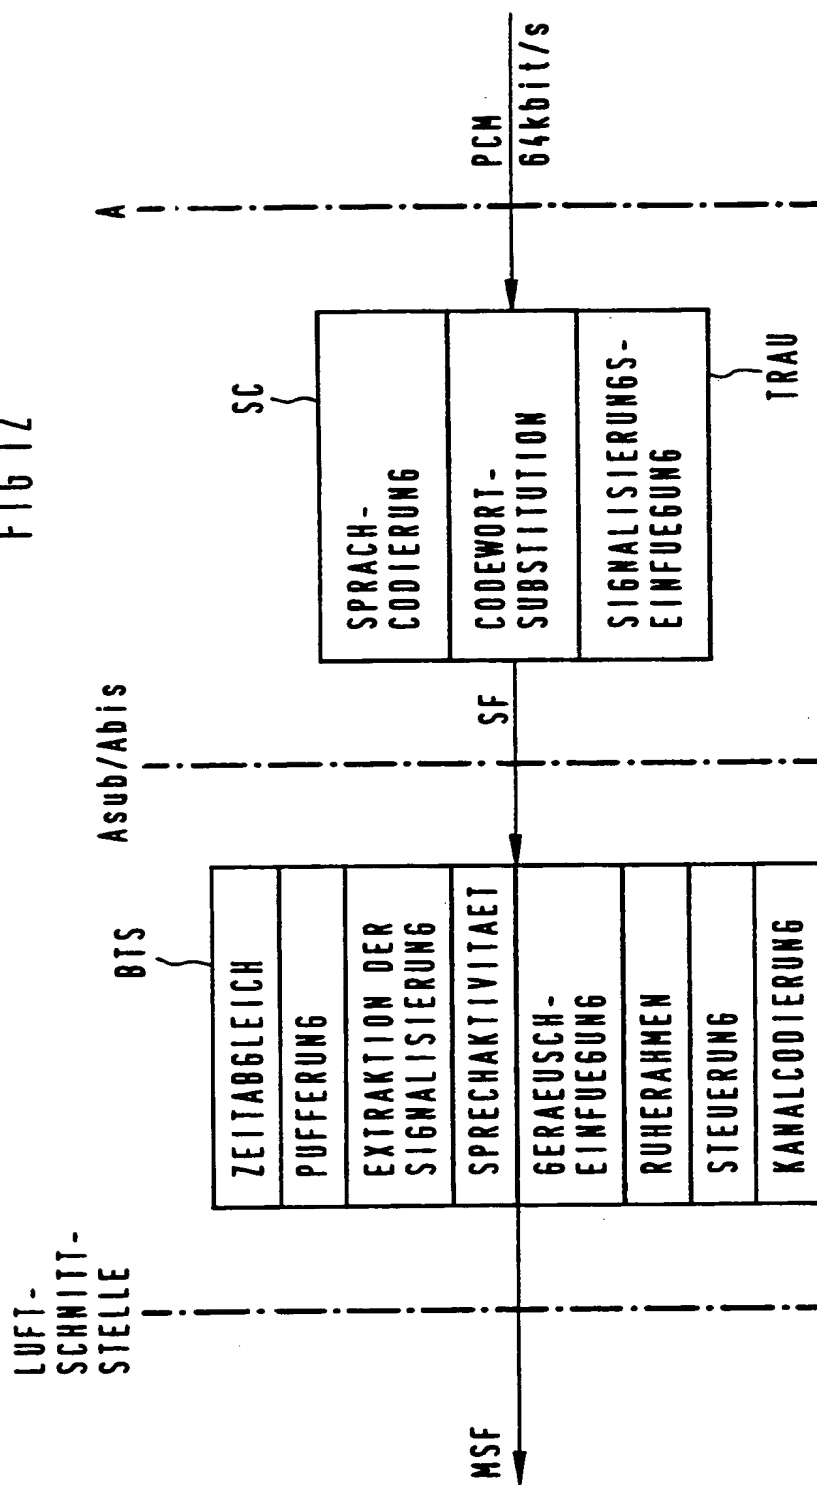 FIG 12
LUFT-
SCHNITT-
STELLE
Asub/Abis
A
BTS
SC
ZEITABGLEICH
PUFFERUNG
EXTRAKTION DER
SIGNALISIERUNG
SPRECHAKTIVITAET
GERAEUSCH-
EINFUEGUNG
RUHERAHMEN
STEUERUNG
KANALCODIERUNG
SPRACH-
CODIERUNG
CODEWORT-
SUBSTITUTION
SIGNALISIERUNGS-
EINFUEGUNG
TRAU
MSF
SF
PCM
64kbit/s